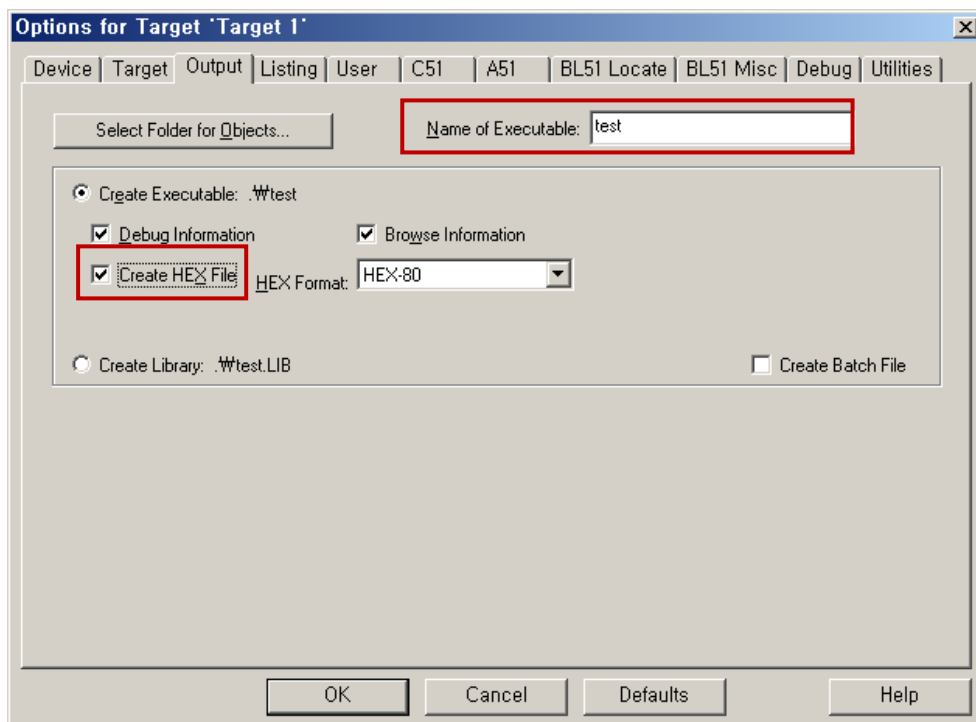 Options for Target 'Target 1'
Device Target Output Listing User C51 A51 BL51 Locate BL51 Misc Debug Utilities
Select Folder for Objects... Name of Executable: test
Create Executable: .₩test
Debug Information Browse Information
Create HEX File HEX Format: HEX-80
Create Library: .₩test.LIB Create Batch File
OK Cancel Defaults Help